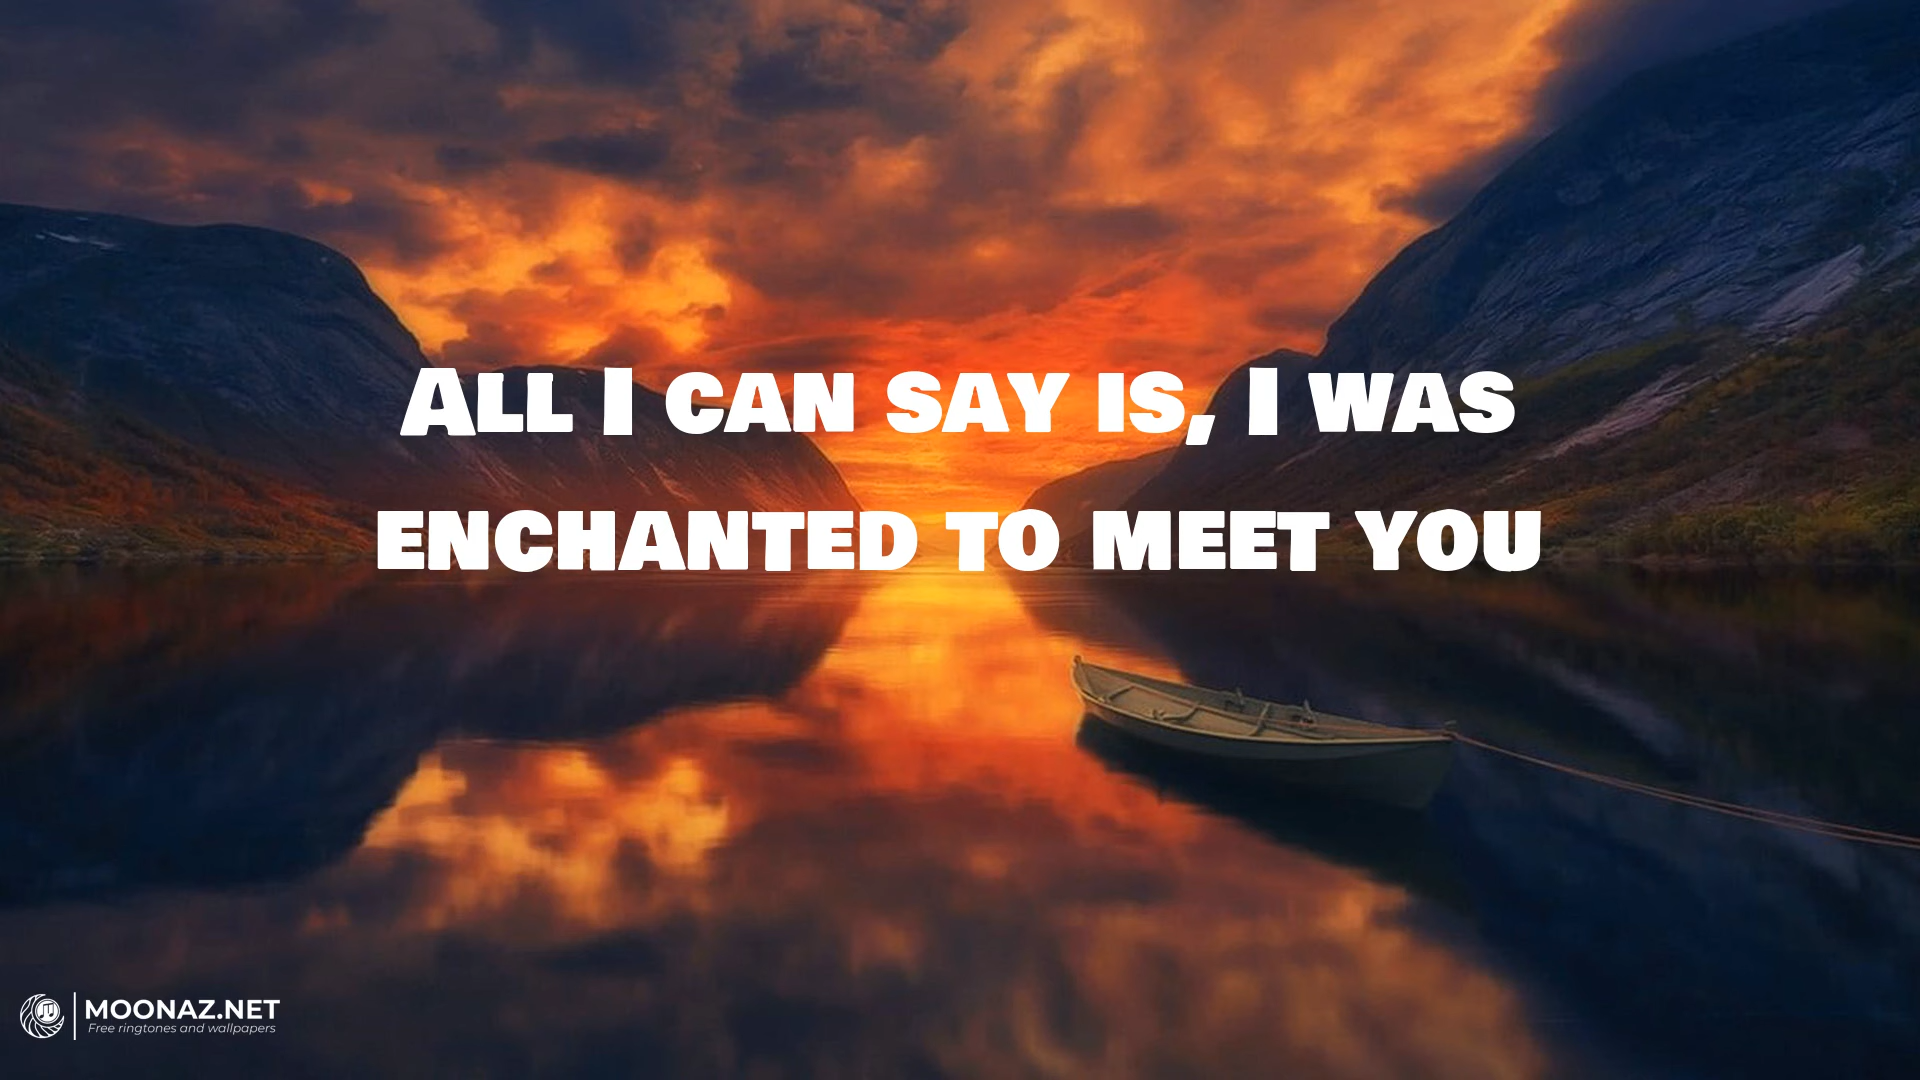 All I can say is, I was
enchanted to meet you
MOONAZ.NET
Free ringtones and wallpapers